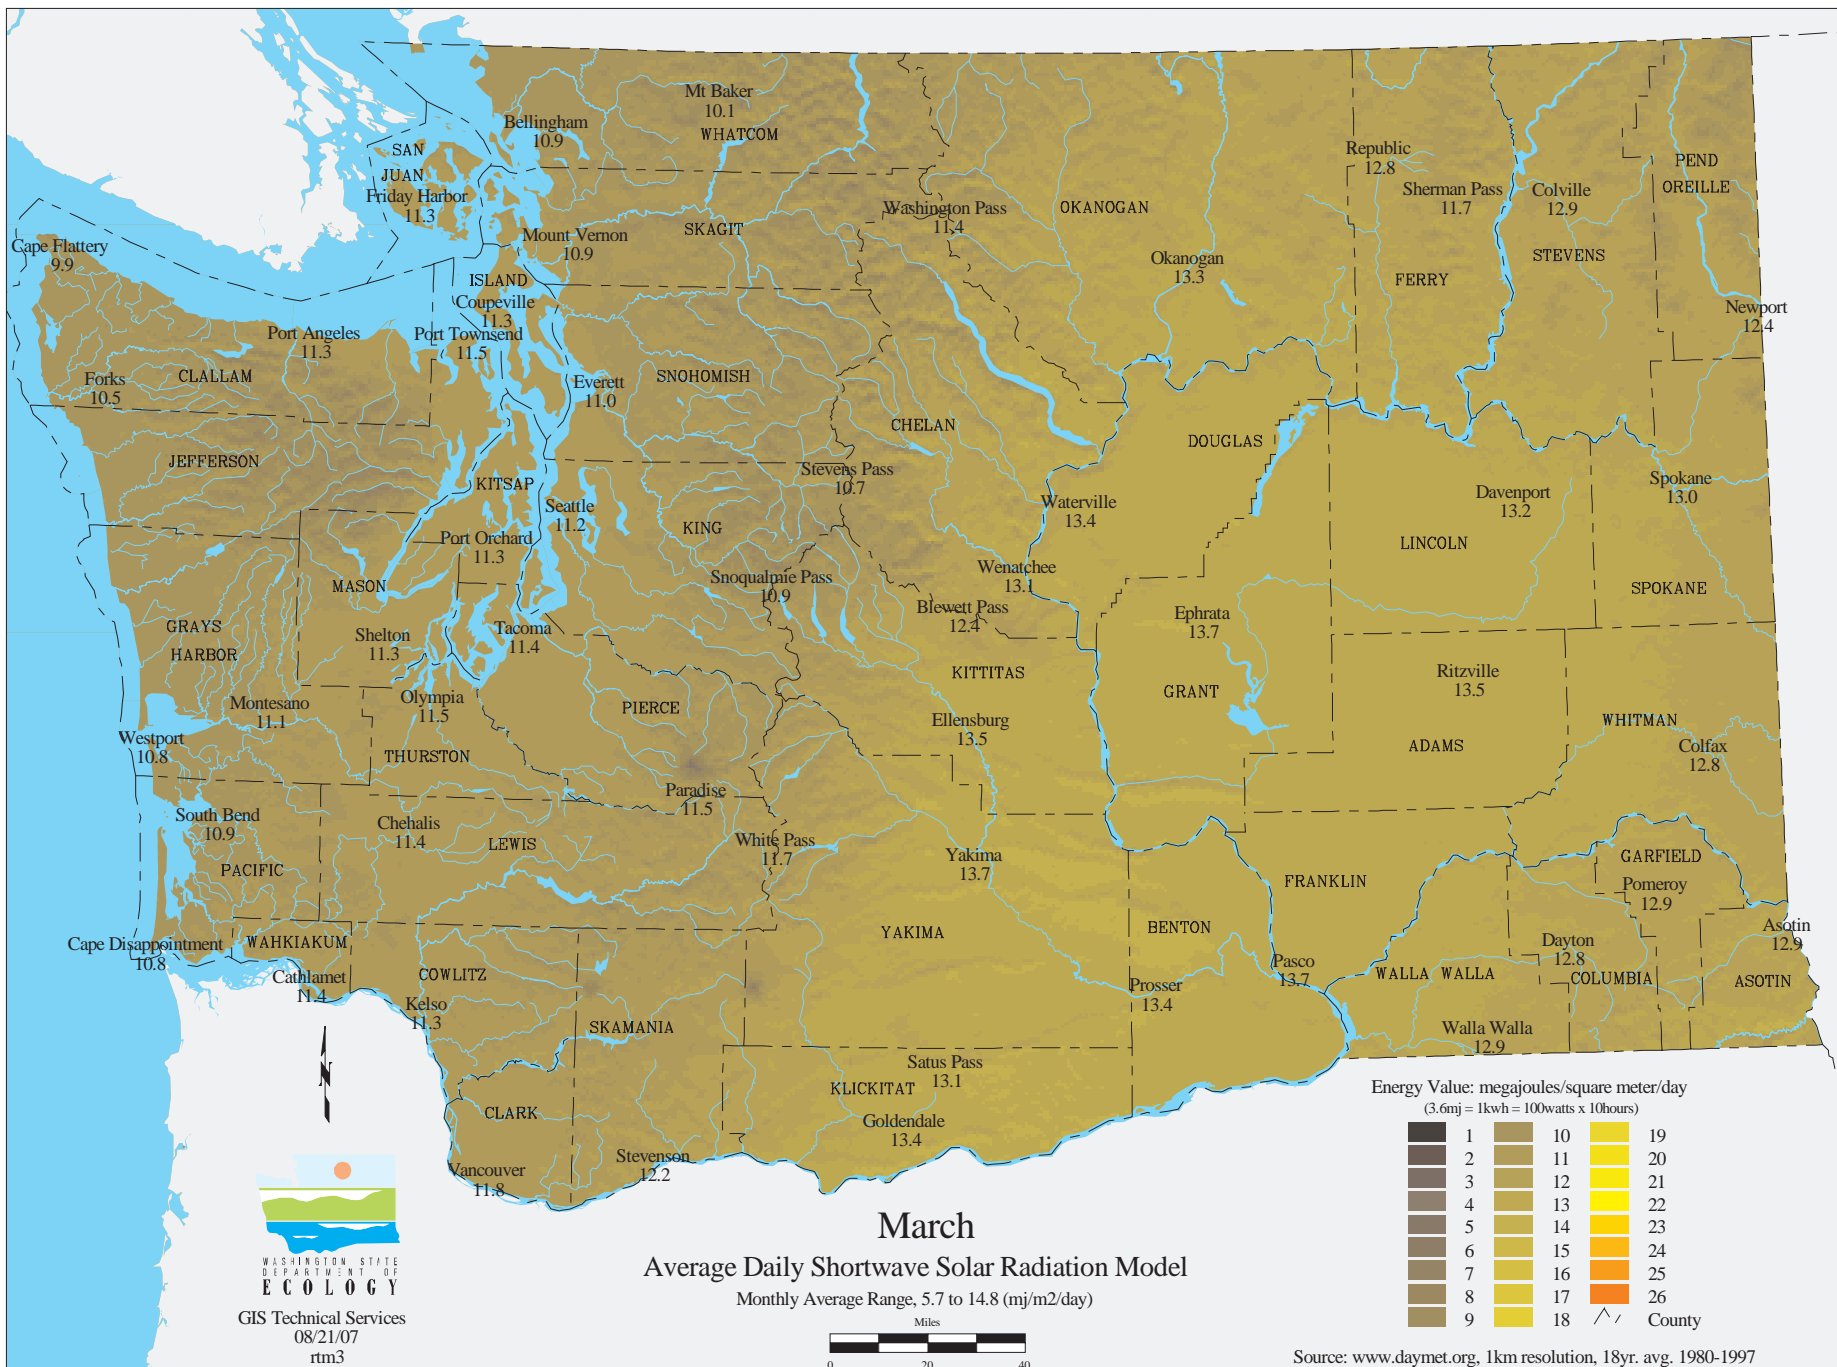 Mt Baker
10.1
WHATCOM
Bellingham
10.9
SAN
JUAN
Friday Harbor
11.3
Republic
12.8
PEND
OREILLE
Sherman Pass
11.7
Colville
12.9
Washington Pass
11.4
OKANOGAN
SKAGIT
Mount Vernon
10.9
Cape Flattery
9.9
Okanogan
13.3
STEVENS
FERRY
ISLAND
Coupeville
11.3
Newport
12.4
Port Angeles
11.3
Port Townsend
11.5
Forks
10.5
CLALLAM
SNOHOMISH
Everett
11.0
CHELAN
DOUGLAS
JEFFERSON
Stevens Pass
10.7
KITSAP
Seattle
11.2
Spokane
13.0
Davenport
13.2
Waterville
13.4
KING
Port Orchard
11.3
LINCOLN
Wenatchee
13.1
Snoqualmie Pass
10.9
MASON
SPOKANE
Blewett Pass
12.4
Ephrata
13.7
GRAYS
HARBOR
Shelton
11.3
Tacoma
11.4
KITTITAS
Ritzville
13.5
GRANT
Olympia
11.5
Montesano
11.1
PIERCE
Ellensburg
13.5
WHITMAN
Westport
10.8
ADAMS
Colfax
12.8
THURSTON
Paradise
11.5
South Bend
10.9
Chehalis
11.4
LEWIS
White Pass
11.7
Yakima
13.7
GARFIELD
PACIFIC
FRANKLIN
Pomeroy
12.9
BENTON
Asotin
12.9
YAKIMA
Cape Disappointment
10.8
WAHKIAKUM
Dayton
12.8
Cathlamet
11.4
COWLITZ
Pasco
13.7
WALLA WALLA
COLUMBIA
ASOTIN
Prosser
13.4
Kelso
11.3
SKAMANIA
Walla Walla
12.9
Satus Pass
13.1
KLICKITAT
Goldendale
13.4
CLARK
Stevenson
12.2
Vancouver
11.8
N
Energy Value: megajoules/square meter/day
(3.6mj = 1kwh = 100watts x 10hours)
1 10 19
2 11 20
3 12 21
4 13 22
5 14 23
6 15 24
7 16 25
8 17 26
9 18 County
March
Average Daily Shortwave Solar Radiation Model
Monthly Average Range, 5.7 to 14.8 (mj/m2/day)
Miles
0 20 40
WASHINGTON STATE
DEPARTMENT OF
ECOLOGY
GIS Technical Services
08/21/07
rtm3
Source: www.daymet.org, 1km resolution, 18yr. avg. 1980-1997